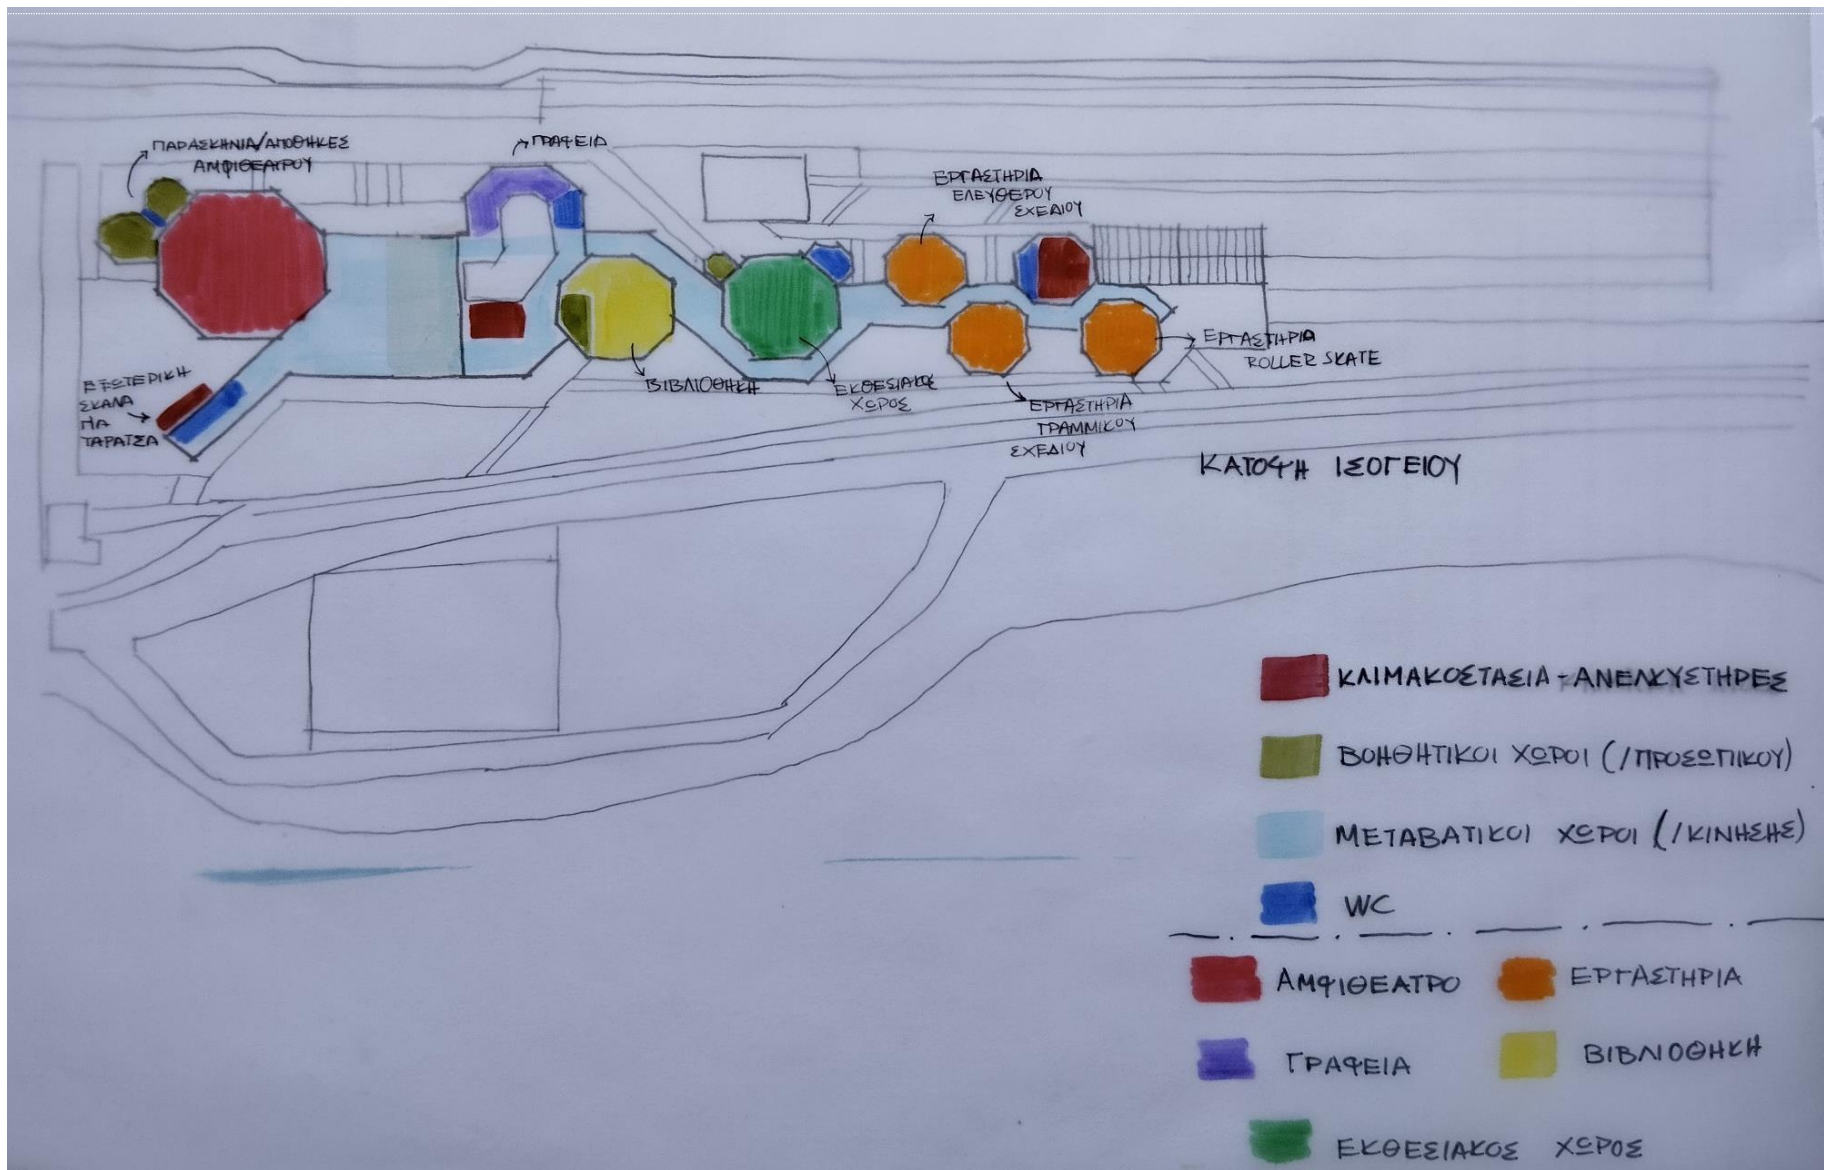 ΠΑΡΑΣΚΗΝΙΑ/ΑΠΟΘΗΚΕΣ
ΑΜΦΙΘΕΑΤΡΟΥ
ΓΡΑΦΕΙΑ
ΕΡΓΑΣΤΗΡΙΑ
ΕΛΕΥΘΕΡΟΥ
ΣΧΕΔΙΟΥ
ΕΞΩΤΕΡΙΚΗ
ΣΚΑΛΑ
ΓΙΑ
ΤΑΡΑΤΣΑ
ΒΙΒΛΙΟΘΗΚΗ
ΕΚΘΕΣΙΑΚΟΣ
ΧΩΡΟΣ
ΕΡΓΑΣΤΗΡΙΑ
ΓΡΑΜΜΙΚΟΥ
ΣΧΕΔΙΟΥ
ΕΡΓΑΣΤΗΡΙΑ
ROLLER SKATE
ΚΑΤΟΨΗ ΙΣΟΓΕΙΟΥ
ΚΛΙΜΑΚΟΣΤΑΣΙΑ - ΑΝΕΛΚΥΣΤΗΡΕΣ
ΒΟΗΘΗΤΙΚΟΙ ΧΩΡΟΙ (/ΠΡΟΣΩΠΙΚΟΥ)
ΜΕΤΑΒΑΤΙΚΟΙ ΧΩΡΟΙ (/ΚΙΝΗΣΗΣ)
WC
ΑΜΦΙΘΕΑΤΡΟ
ΕΡΓΑΣΤΗΡΙΑ
ΓΡΑΦΕΙΑ
ΒΙΒΛΙΟΘΗΚΗ
ΕΚΘΕΣΙΑΚΟΣ ΧΩΡΟΣ